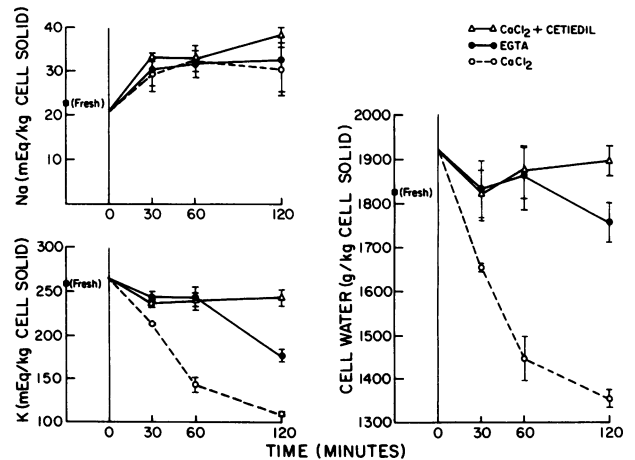 Na (mEq/kg CELL SOLID)
40
30
20
10
(Fresh)
0 30 60 120
K (mEq/kg CELL SOLID)
300
250
200
150
100
(Fresh)
0 30 60 120
CaCl₂ + CETIEDIL
EGTA
CaCl₂
CELL WATER (g/kg CELL SOLID)
2000
1900
1800
1700
1600
1500
1400
1300
(Fresh)
0 30 60 120
TIME (MINUTES)